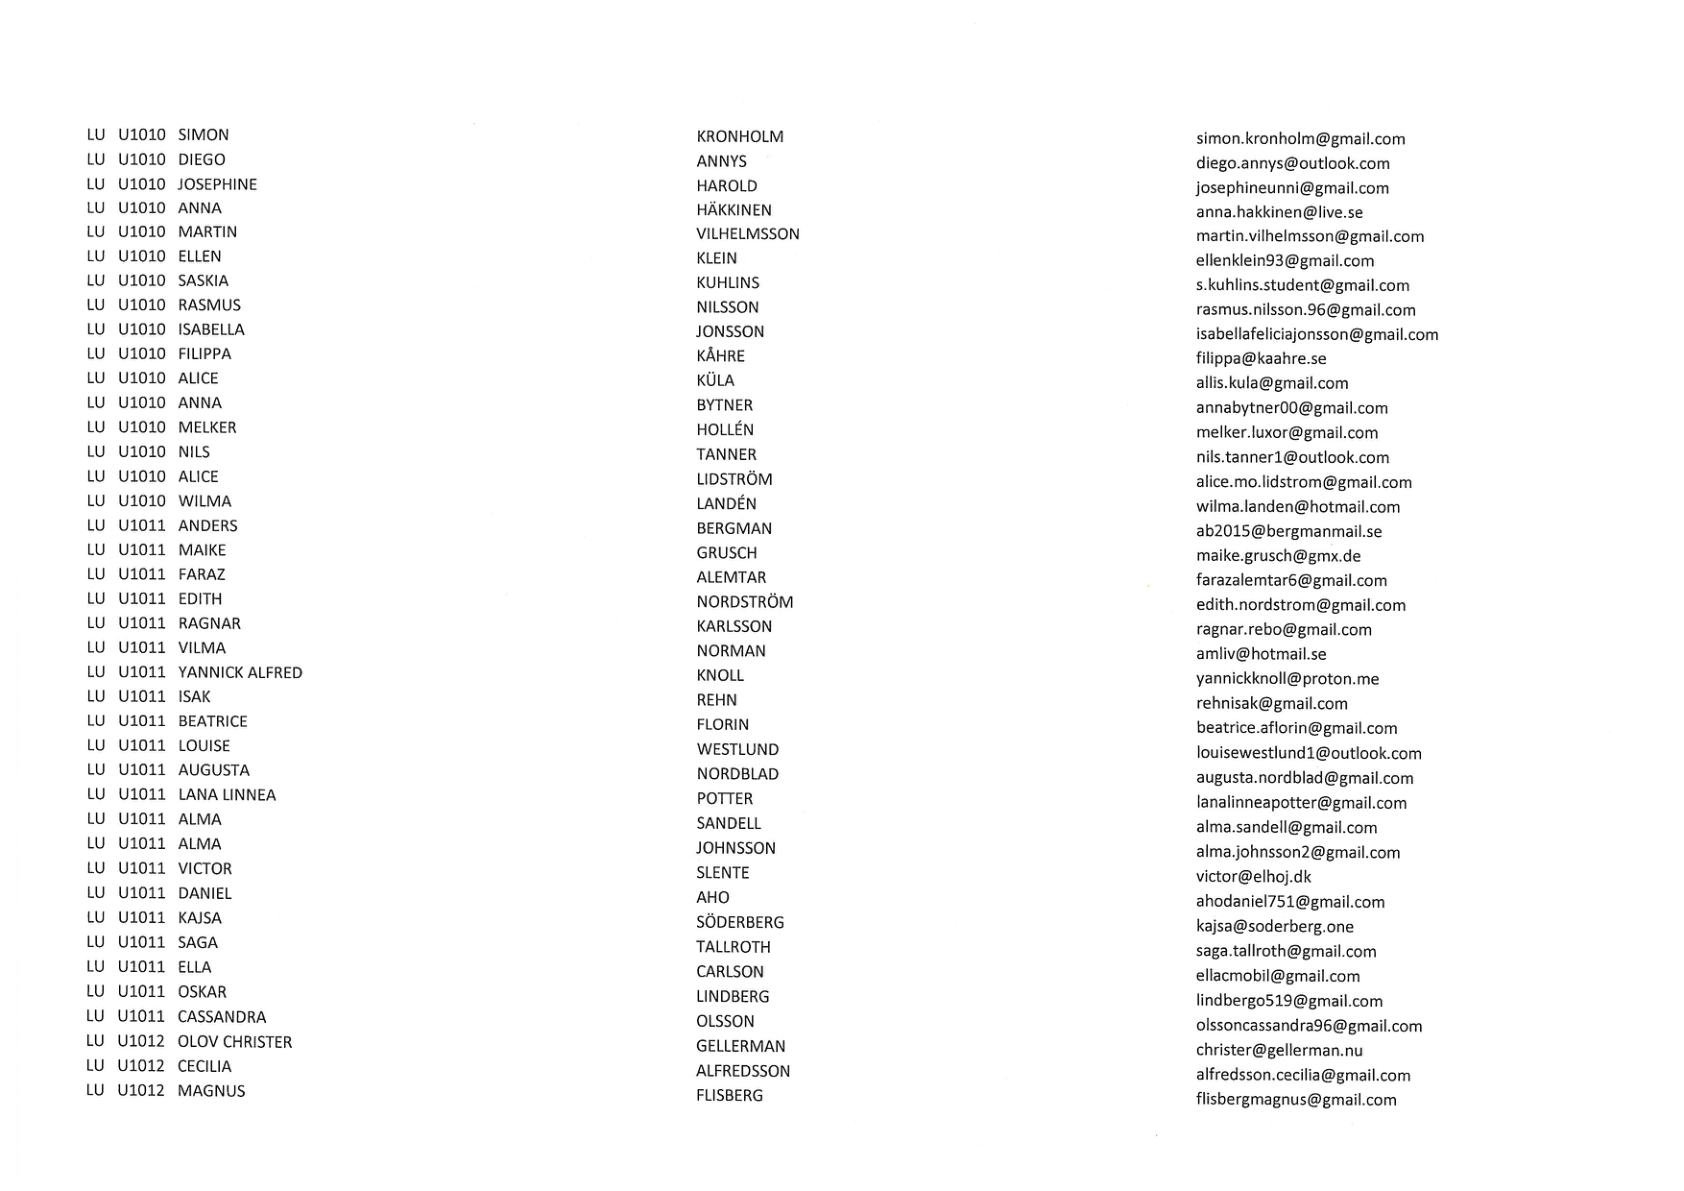 LU U1010 SIMON KRONHOLM simon.kronholm@gmail.com
LU U1010 DIEGO ANNYS diego.annys@outlook.com
LU U1010 JOSEPHINE HAROLD josephineunni@gmail.com
LU U1010 ANNA HÄKKINEN anna.hakkinen@live.se
LU U1010 MARTIN VILHELMSSON martin.vilhelmsson@gmail.com
LU U1010 ELLEN KLEIN ellenklein93@gmail.com
LU U1010 SASKIA KUHLINS s.kuhlins.student@gmail.com
LU U1010 RASMUS NILSSON rasmus.nilsson.96@gmail.com
LU U1010 ISABELLA JONSSON isabellafeliciajonsson@gmail.com
LU U1010 FILIPPA KÅHRE filippa@kaahre.se
LU U1010 ALICE KÜLA allis.kula@gmail.com
LU U1010 ANNA BYTNER annabytner00@gmail.com
LU U1010 MELKER HOLLÉN melker.luxor@gmail.com
LU U1010 NILS TANNER nils.tanner1@outlook.com
LU U1010 ALICE LIDSTRÖM alice.mo.lidstrom@gmail.com
LU U1010 WILMA LANDÉN wilma.landen@hotmail.com
LU U1011 ANDERS BERGMAN ab2015@bergmanmail.se
LU U1011 MAIKE GRUSCH maike.grusch@gmx.de
LU U1011 FARAZ ALEMTAR farazalemtar6@gmail.com
LU U1011 EDITH NORDSTRÖM edith.nordstrom@gmail.com
LU U1011 RAGNAR KARLSSON ragnar.rebo@gmail.com
LU U1011 VILMA NORMAN amliv@hotmail.se
LU U1011 YANNICK ALFRED KNOLL yannickknoll@proton.me
LU U1011 ISAK REHN rehnisak@gmail.com
LU U1011 BEATRICE FLORIN beatrice.aflorin@gmail.com
LU U1011 LOUISE WESTLUND louisewestlund1@outlook.com
LU U1011 AUGUSTA NORDBLAD augusta.nordblad@gmail.com
LU U1011 LANA LINNEA POTTER lanalinneapotter@gmail.com
LU U1011 ALMA SANDELL alma.sandell@gmail.com
LU U1011 ALMA JOHNSSON alma.johnsson2@gmail.com
LU U1011 VICTOR SLENTE victor@elhoj.dk
LU U1011 DANIEL AHO ahodaniel751@gmail.com
LU U1011 KAJSA SÖDERBERG kajsa@soderberg.one
LU U1011 SAGA TALLROTH saga.tallroth@gmail.com
LU U1011 ELLA CARLSON ellacmobil@gmail.com
LU U1011 OSKAR LINDBERG lindbergo519@gmail.com
LU U1011 CASSANDRA OLSSON olssoncassandra96@gmail.com
LU U1012 OLOV CHRISTER GELLERMAN christer@gellerman.nu
LU U1012 CECILIA ALFREDSSON alfredsson.cecilia@gmail.com
LU U1012 MAGNUS FLISBERG flisbergmagnus@gmail.com